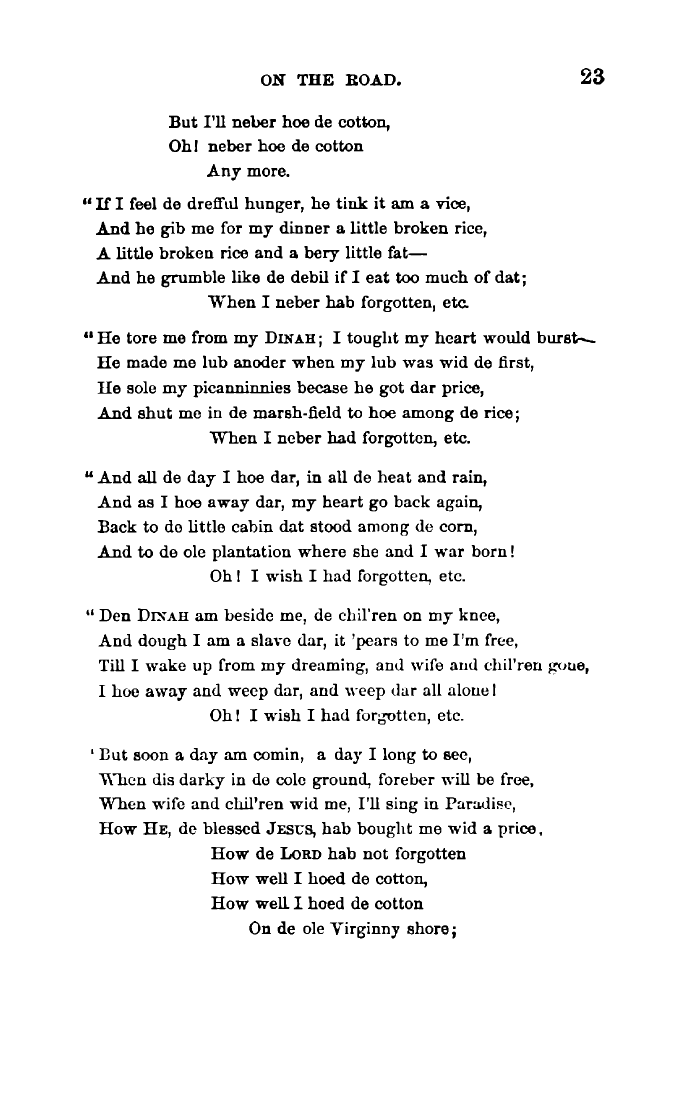 ON THE ROAD. 23
But I'll neber hoe de cotton,
Oh! neber hoe de cotton
Any more.
"If I feel de drefful hunger, he tink it am a vice,
And he gib me for my dinner a little broken rice,
A little broken rice and a bery little fat—
And he grumble like de debil if I eat too much of dat;
When I neber hab forgotten, etc.
"He tore me from my DINAH; I tought my heart would burst—
He made me lub anoder when my lub was wid de first,
He sole my picanninnies becase he got dar price,
And shut me in de marsh-field to hoe among de rice;
When I neber had forgotten, etc.
"And all de day I hoe dar, in all de heat and rain,
And as I hoe away dar, my heart go back again,
Back to de little cabin dat stood among de corn,
And to de ole plantation where she and I war born!
Oh! I wish I had forgotten, etc.
"Den DINAH am beside me, de chil'ren on my knee,
And dough I am a slave dar, it 'pears to me I'm free,
Till I wake up from my dreaming, and wife and chil'ren gone,
I hoe away and weep dar, and weep dar all alone!
Oh! I wish I had forgotten, etc.
'But soon a day am comin, a day I long to see,
When dis darky in de cole ground, foreber will be free,
When wife and chil'ren wid me, I'll sing in Paradise,
How HE, de blessed JESUS, hab bought me wid a price,
How de LORD hab not forgotten
How well I hoed de cotton,
How well I hoed de cotton
On de ole Virginny shore;